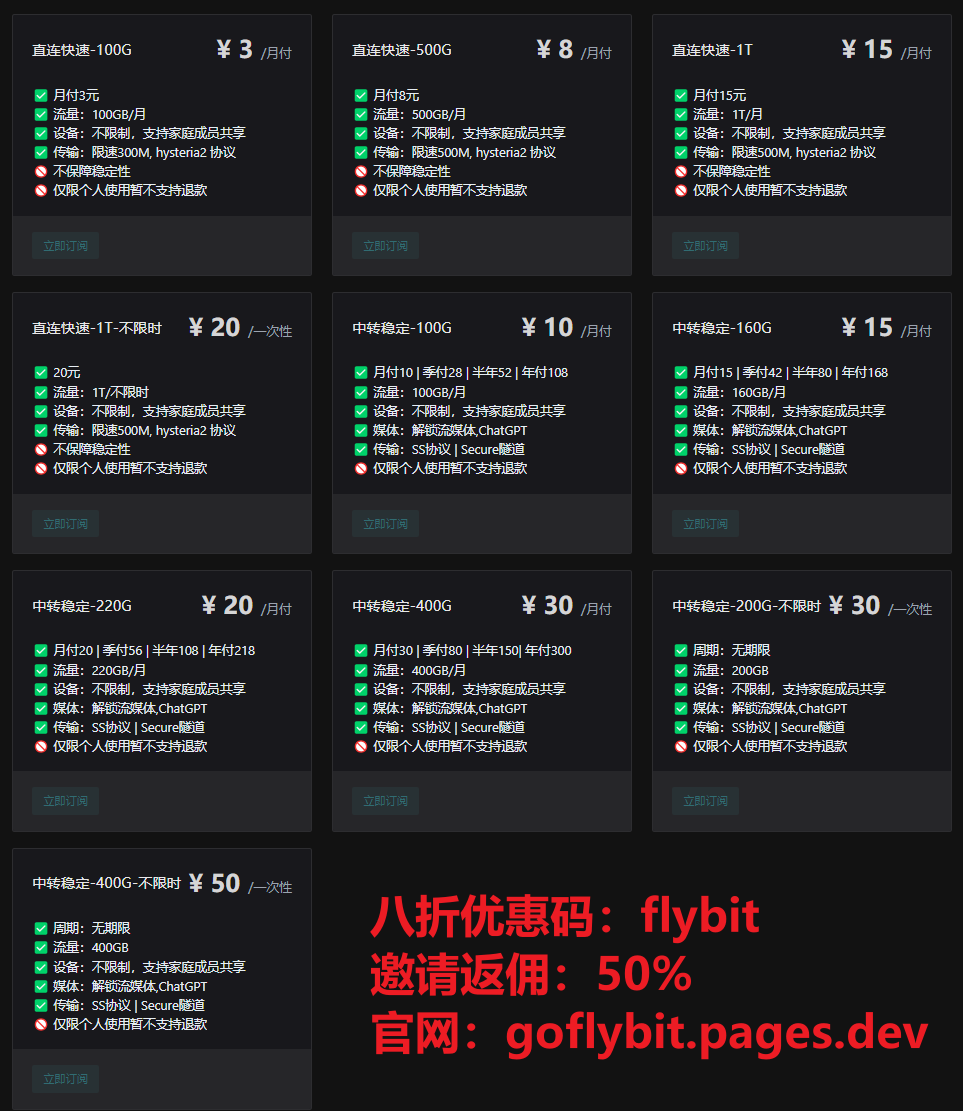 直连快速-100G ¥ 3 /月付
月付3元
流量：100GB/月
设备：不限制，支持家庭成员共享
传输：限速300M, hysteria2 协议
不保障稳定性
仅限个人使用暂不支持退款
立即订阅
直连快速-500G ¥ 8 /月付
月付8元
流量：500GB/月
设备：不限制，支持家庭成员共享
传输：限速500M, hysteria2 协议
不保障稳定性
仅限个人使用暂不支持退款
立即订阅
直连快速-1T ¥ 15 /月付
月付15元
流量：1T/月
设备：不限制，支持家庭成员共享
传输：限速500M, hysteria2 协议
不保障稳定性
仅限个人使用暂不支持退款
立即订阅
直连快速-1T-不限时 ¥ 20 /一次性
20元
流量：1T/不限时
设备：不限制，支持家庭成员共享
传输：限速500M, hysteria2 协议
不保障稳定性
仅限个人使用暂不支持退款
立即订阅
中转稳定-100G ¥ 10 /月付
月付10 | 季付28 | 半年52 | 年付108
流量：100GB/月
设备：不限制，支持家庭成员共享
媒体：解锁流媒体,ChatGPT
传输：SS协议 | Secure隧道
仅限个人使用暂不支持退款
立即订阅
中转稳定-160G ¥ 15 /月付
月付15 | 季付42 | 半年80 | 年付168
流量：160GB/月
设备：不限制，支持家庭成员共享
媒体：解锁流媒体,ChatGPT
传输：SS协议 | Secure隧道
仅限个人使用暂不支持退款
立即订阅
中转稳定-220G ¥ 20 /月付
月付20 | 季付56 | 半年108 | 年付218
流量：220GB/月
设备：不限制，支持家庭成员共享
媒体：解锁流媒体,ChatGPT
传输：SS协议 | Secure隧道
仅限个人使用暂不支持退款
立即订阅
中转稳定-400G ¥ 30 /月付
月付30 | 季付80 | 半年150| 年付300
流量：400GB/月
设备：不限制，支持家庭成员共享
媒体：解锁流媒体,ChatGPT
传输：SS协议 | Secure隧道
仅限个人使用暂不支持退款
立即订阅
中转稳定-200G-不限时 ¥ 30 /一次性
周期：无期限
流量：200GB
设备：不限制，支持家庭成员共享
媒体：解锁流媒体,ChatGPT
传输：SS协议 | Secure隧道
仅限个人使用暂不支持退款
立即订阅
中转稳定-400G-不限时 ¥ 50 /一次性
周期：无期限
流量：400GB
设备：不限制，支持家庭成员共享
媒体：解锁流媒体,ChatGPT
传输：SS协议 | Secure隧道
仅限个人使用暂不支持退款
立即订阅
八折优惠码：flybit
邀请返佣：50%
官网：goflybit.pages.dev